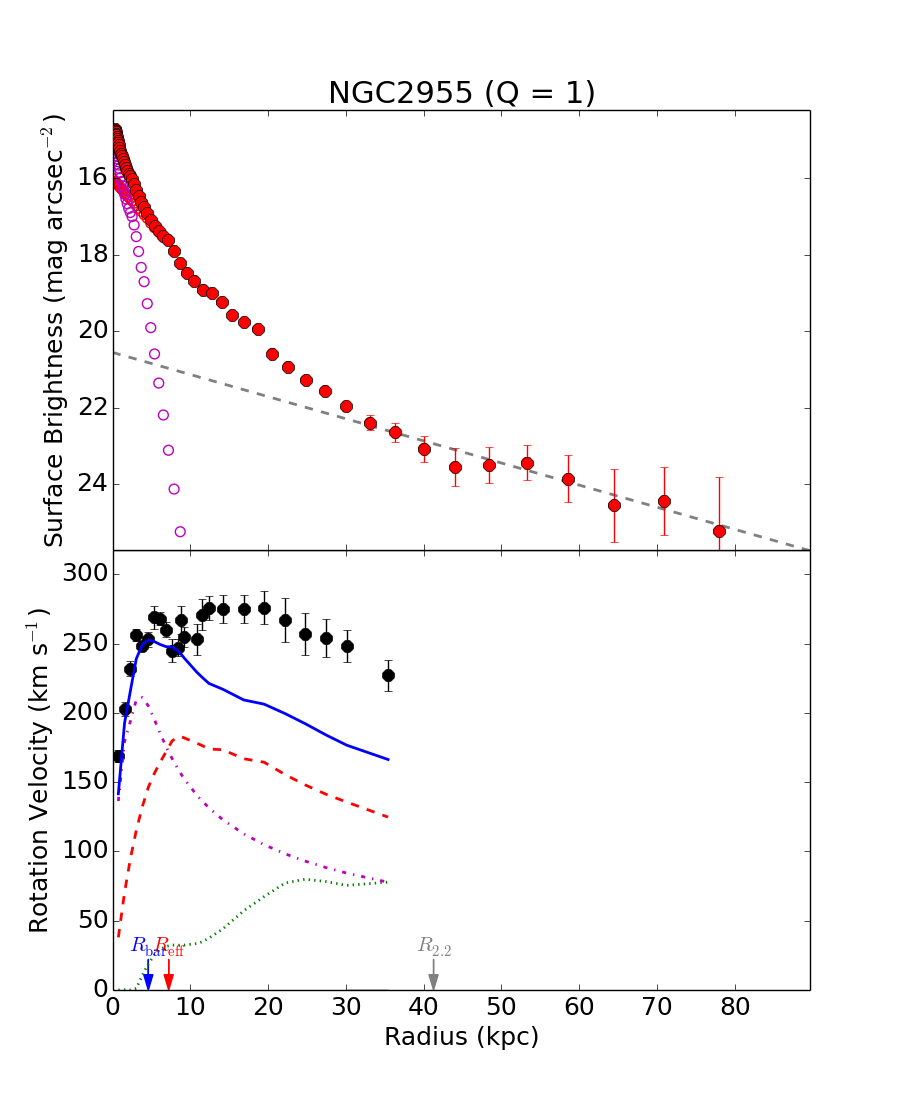 NGC2955 (Q = 1)
Surface Brightness (mag arcsec⁻²)
16
18
20
22
24
Rotation Velocity (km s⁻¹)
300
250
200
150
100
50
0
R_bar
R_eff
R_2.2
0 10 20 30 40 50 60 70 80
Radius (kpc)